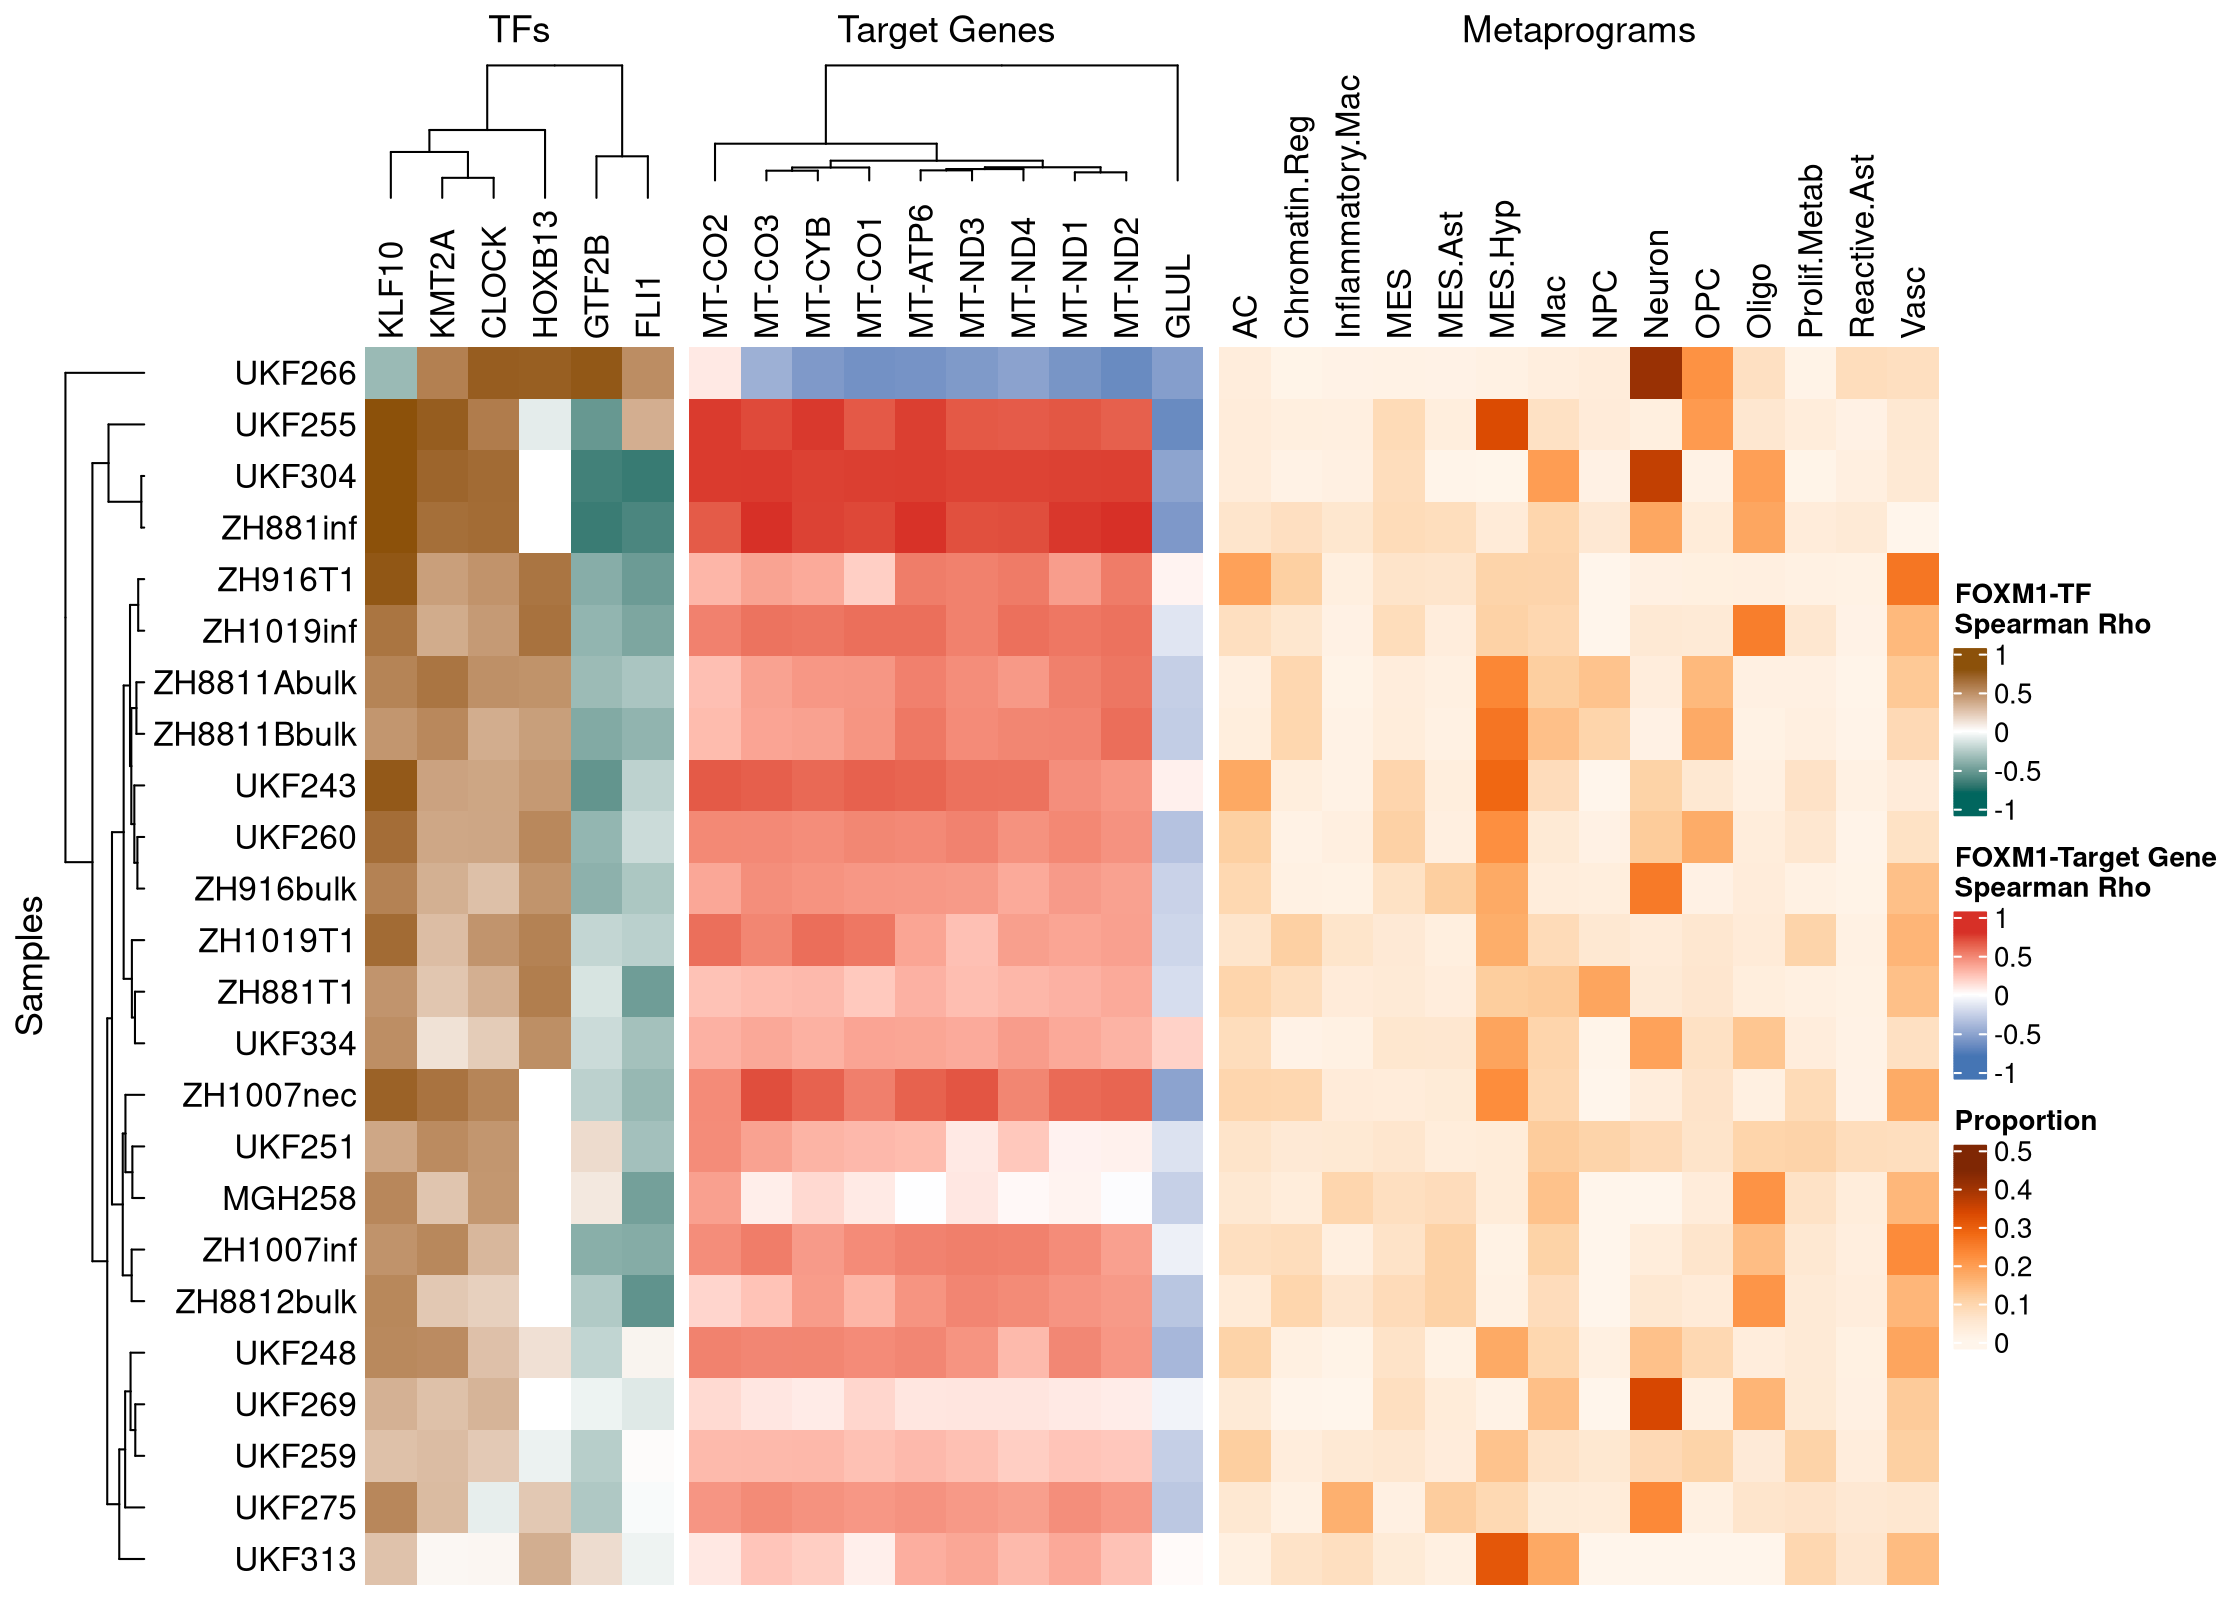 TFs
Target Genes
Metaprograms
KLF10
KMT2A
CLOCK
HOXB13
GTF2B
FLI1
MT-CO2
MT-CO3
MT-CYB
MT-CO1
MT-ATP6
MT-ND3
MT-ND4
MT-ND1
MT-ND2
GLUL
AC
Chromatin.Reg
Inflammatory.Mac
MES
MES.Ast
MES.Hyp
Mac
NPC
Neuron
OPC
Oligo
Prolif.Metab
Reactive.Ast
Vasc
Samples
UKF266
UKF255
UKF304
ZH881inf
ZH916T1
ZH1019inf
ZH8811Abulk
ZH8811Bbulk
UKF243
UKF260
ZH916bulk
ZH1019T1
ZH881T1
UKF334
ZH1007nec
UKF251
MGH258
ZH1007inf
ZH8812bulk
UKF248
UKF269
UKF259
UKF275
UKF313
FOXM1-TF
Spearman Rho
1
0.5
0
-0.5
-1
FOXM1-Target Gene
Spearman Rho
1
0.5
0
-0.5
-1
Proportion
0.5
0.4
0.3
0.2
0.1
0